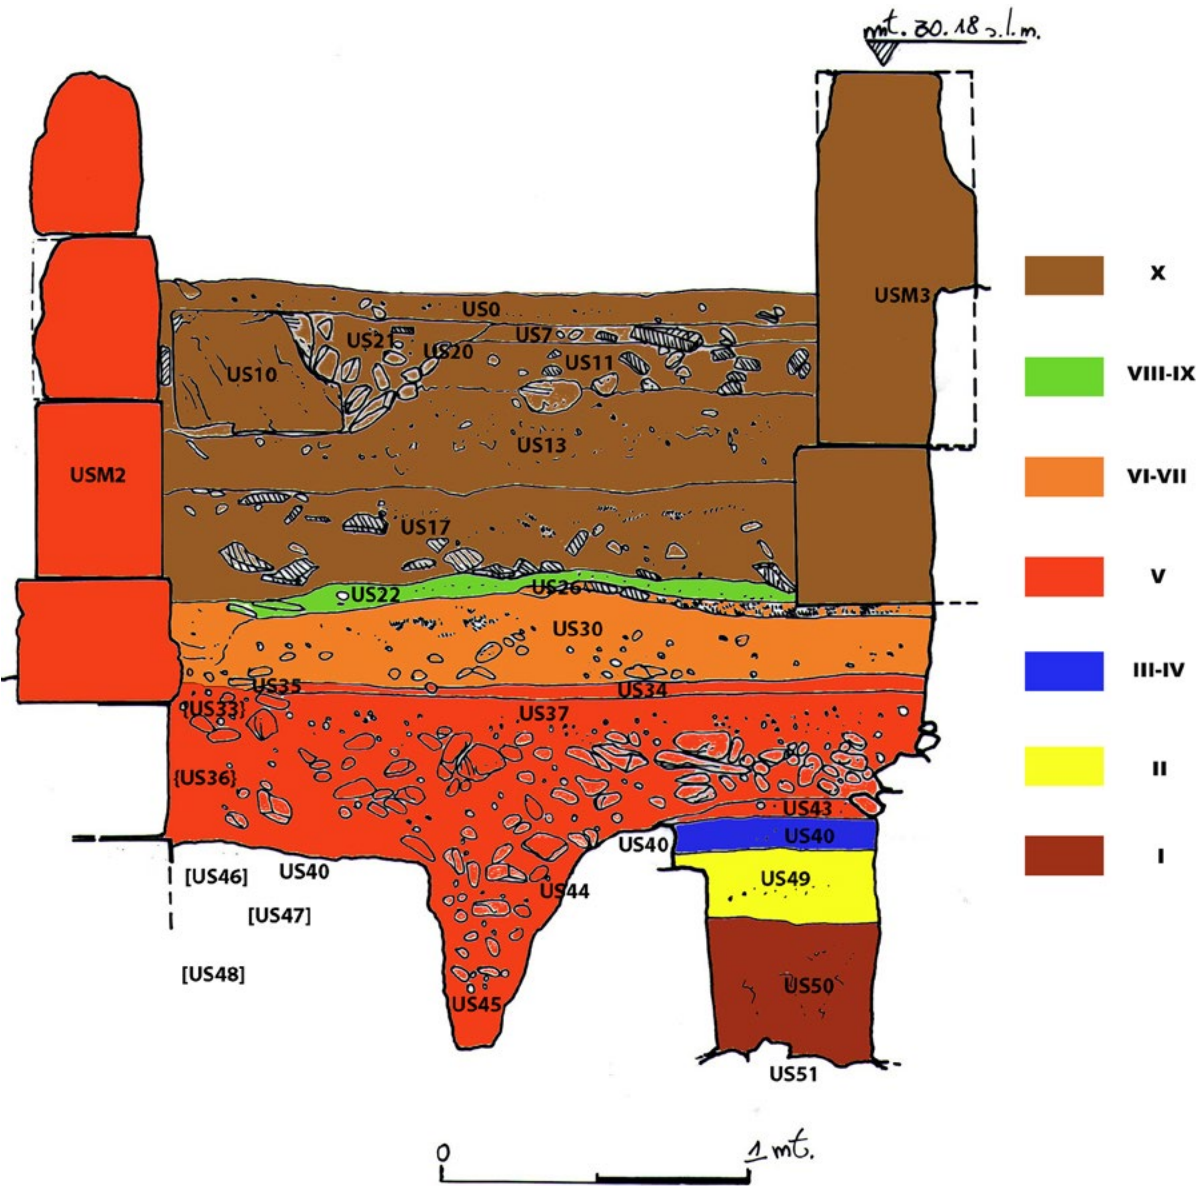 mt. 30.18 s.l.m.
X
USM3
US0
US21
US7
US20
US11
US10
VIII-IX
US13
USM2
VI-VII
US17
US26
US22
V
US30
US35
US34
{US33}
US37
III-IV
{US36}
US43
II
US40
US40
US40
[US46]
US49
US44
I
[US47]
[US48]
US50
US45
US51
0
1 mt.